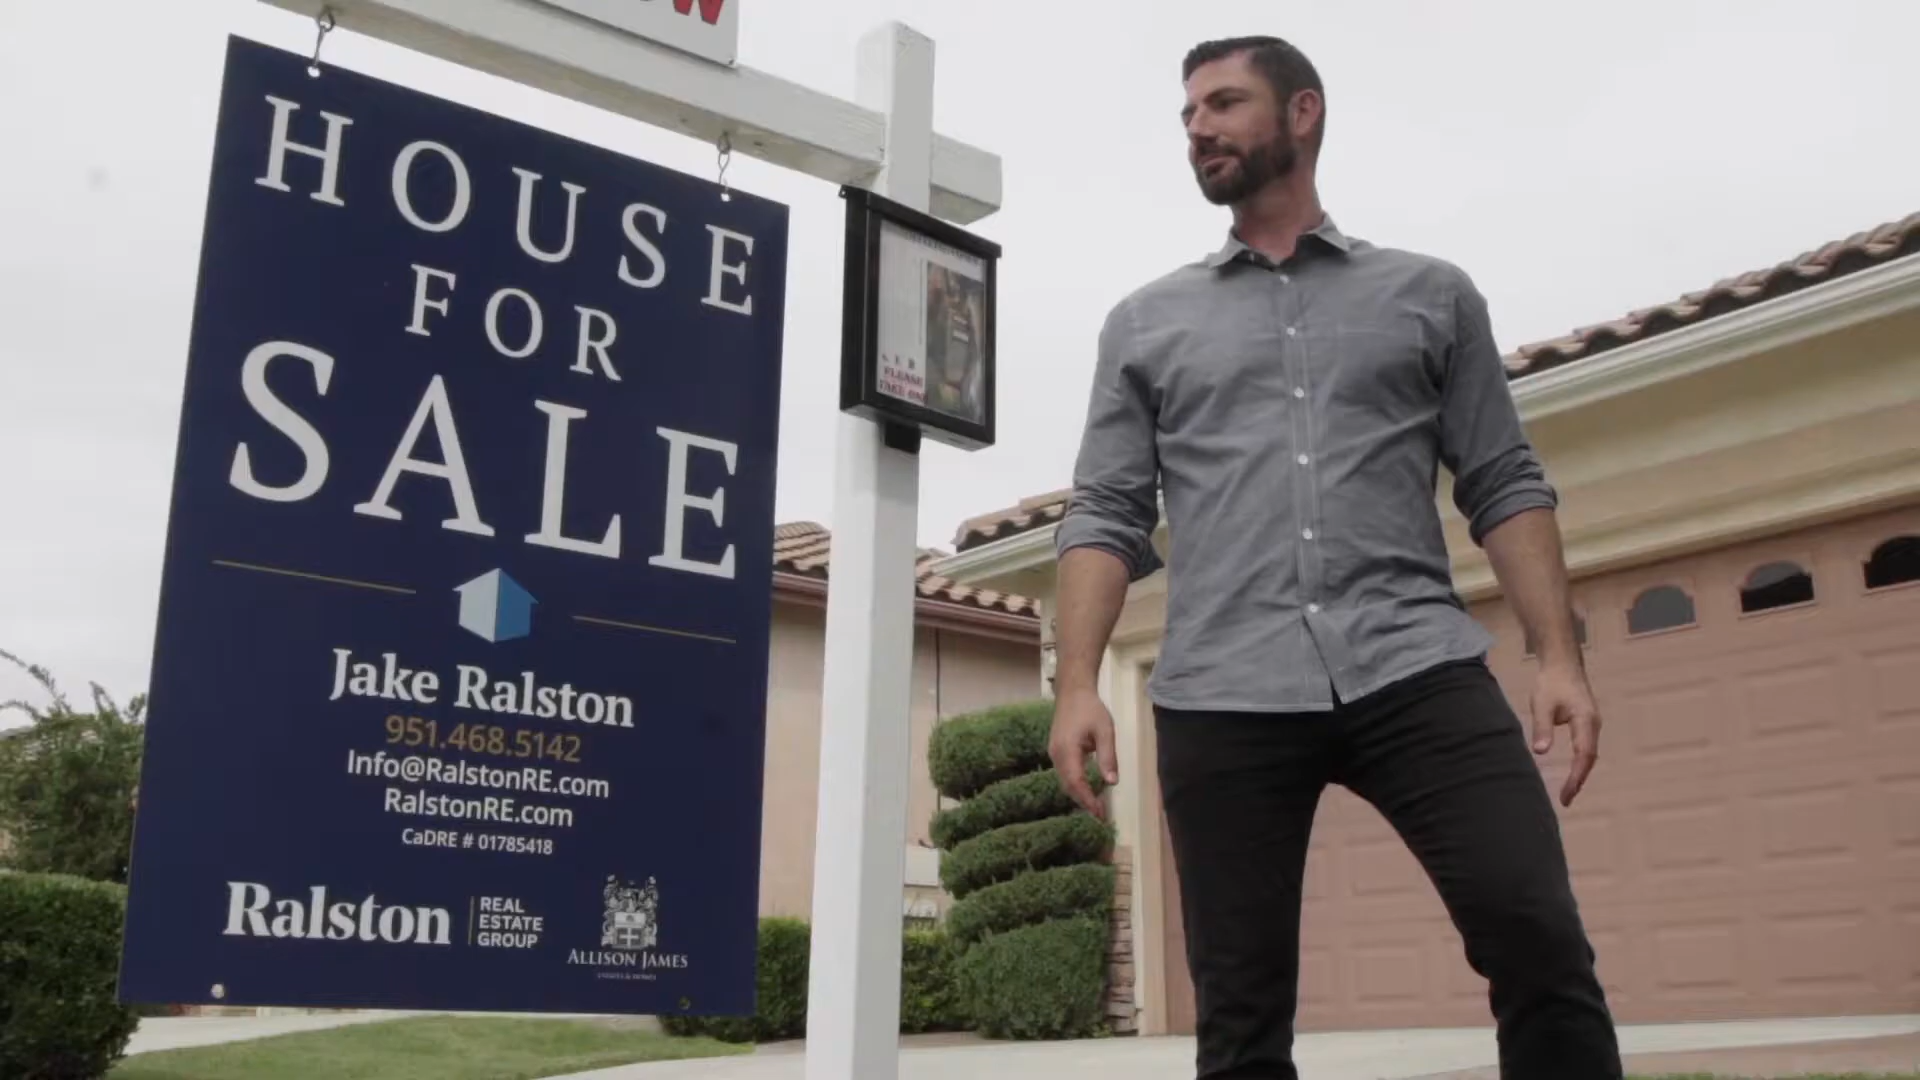 HOUSE
FOR
SALE
Jake Ralston
951.468.5142
Info@RalstonRE.com
RalstonRE.com
CaDRE # 01785418
Ralston
REAL
ESTATE
GROUP
ALLISON JAMES
PLEASE